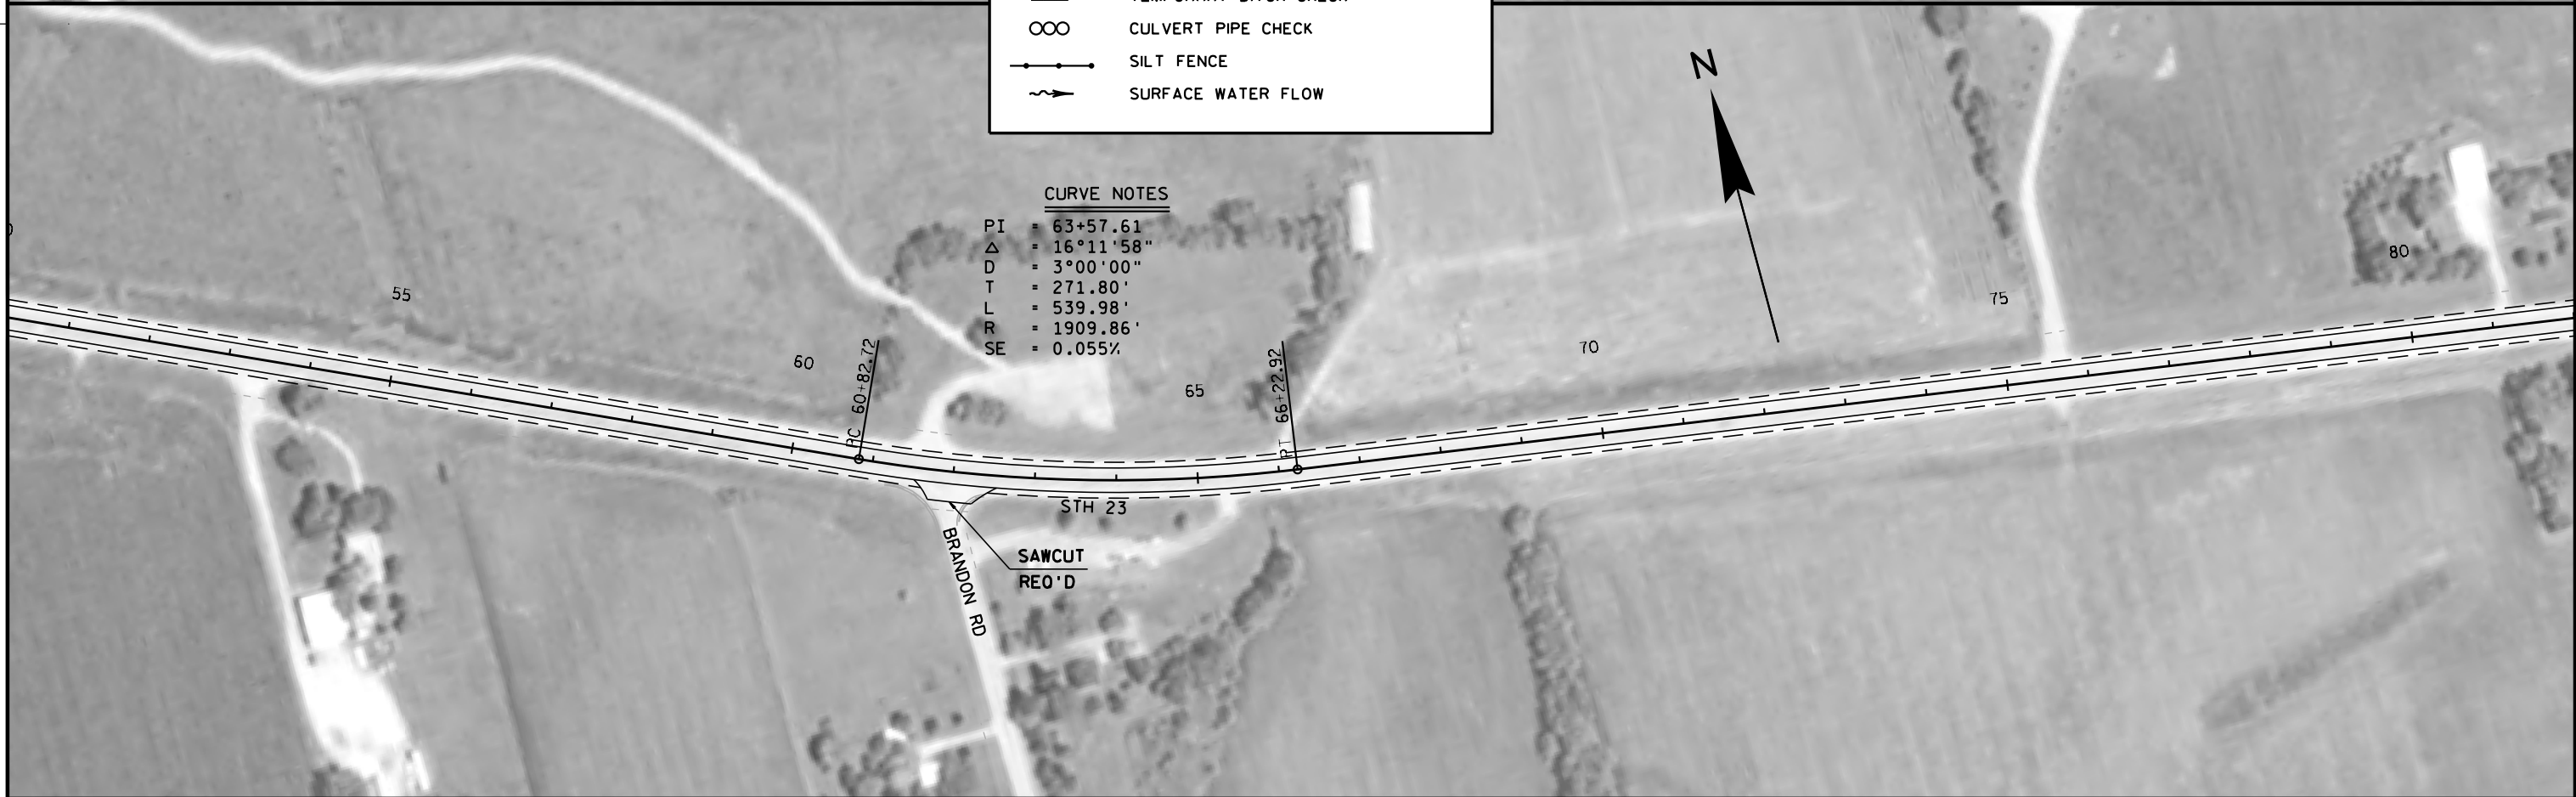 CULVERT PIPE CHECK
SILT FENCE
SURFACE WATER FLOW
N
CURVE NOTES
PI = 63+57.61
△ = 16°11'58"
D = 3°00'00"
T = 271.80'
L = 539.98'
R = 1909.86'
SE = 0.055%
55
60
65
70
75
80
PC 60+82.72
PT 66+22.92
STH 23
BRANDON RD
SAWCUT
REQ'D